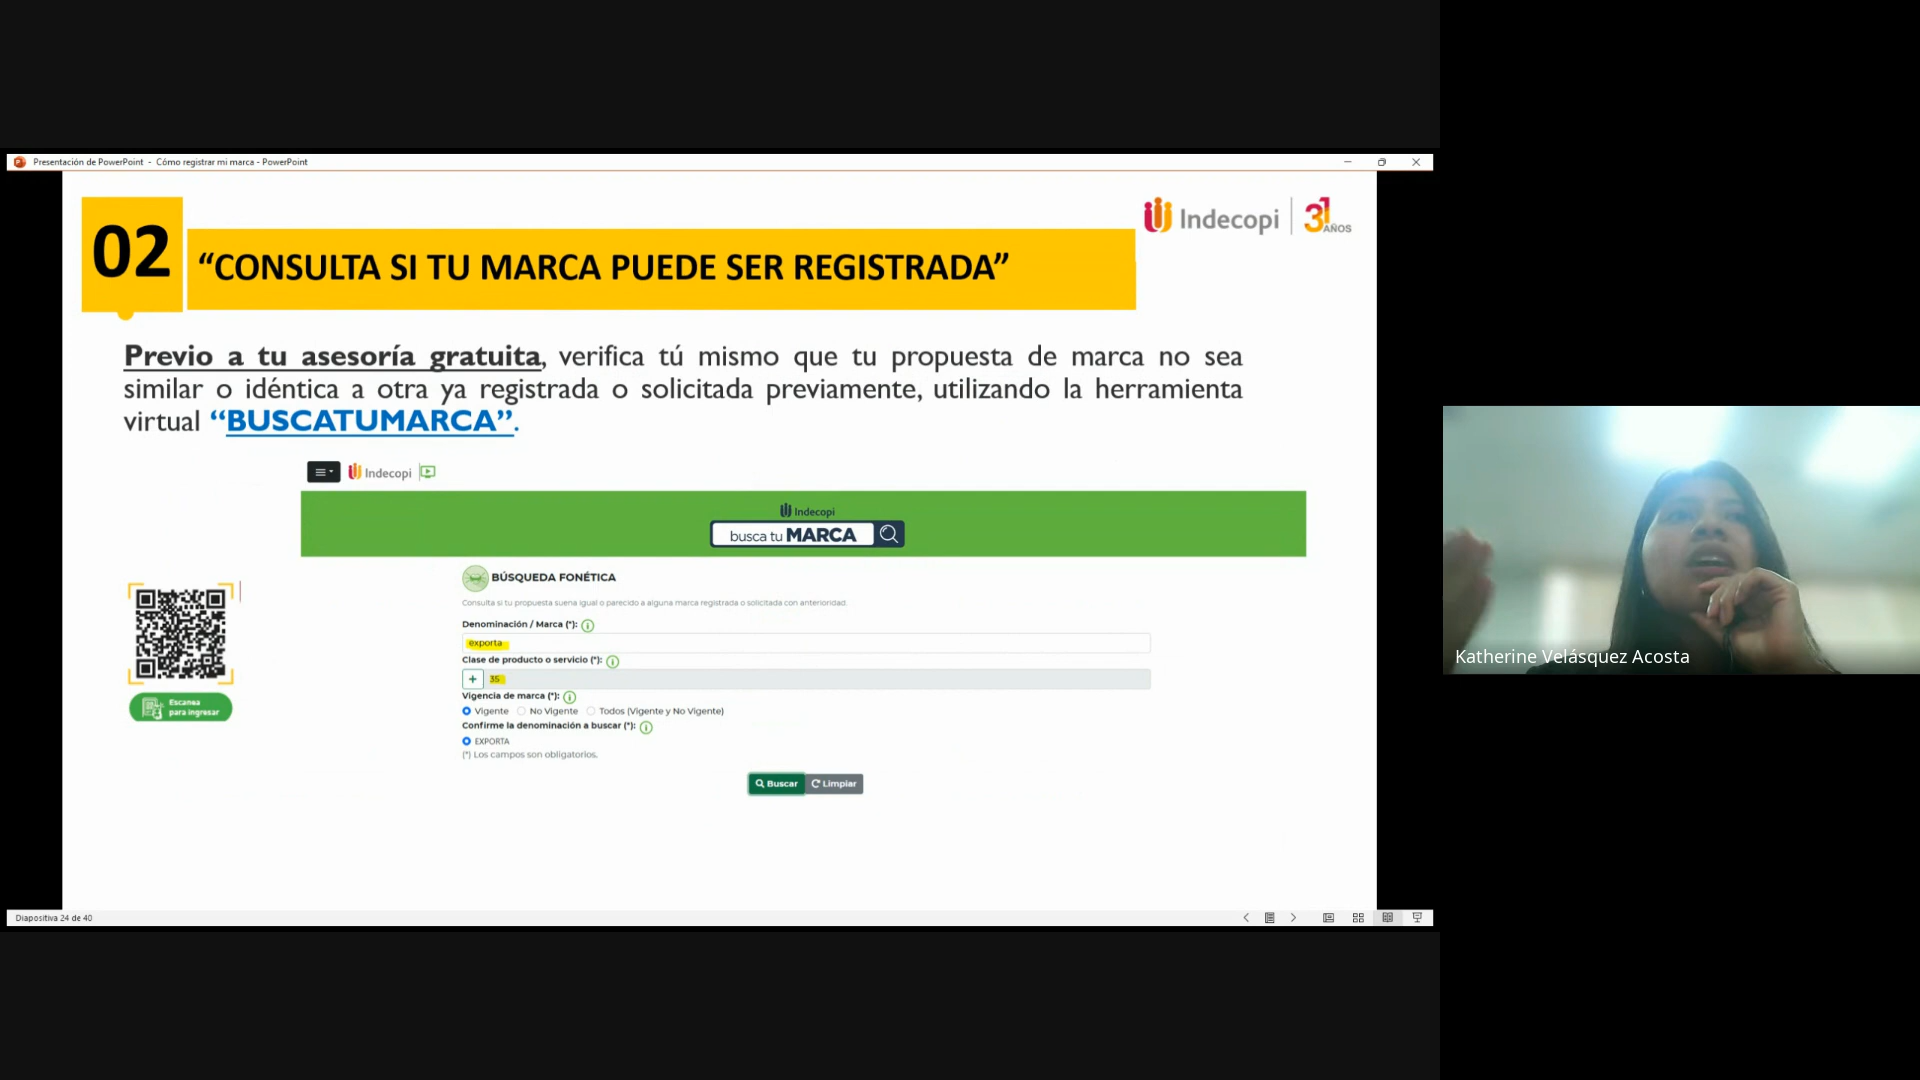 Presentación de PowerPoint - Cómo registrar mi marca - PowerPoint
02
“CONSULTA SI TU MARCA PUEDE SER REGISTRADA”
Indecopi
31 AÑOS
Previo a tu asesoría gratuita, verifica tú mismo que tu propuesta de marca no sea
similar o idéntica a otra ya registrada o solicitada previamente, utilizando la herramienta
virtual “BUSCATUMARCA”.
Indecopi
Indecopi
busca tu MARCA
BÚSQUEDA FONÉTICA
Consulta si tu propuesta suena igual o parecido a alguna marca registrada o solicitada con anterioridad.
Denominación / Marca (*):
exporta
Clase de producto o servicio (*):
+ 35
Vigencia de marca (*):
Vigente No Vigente Todos (Vigente y No Vigente)
Confirme la denominación a buscar (*):
EXPORTA
(*) Los campos son obligatorios.
Buscar Limpiar
Escanea
para ingresar
Katherine Velásquez Acosta
Diapositiva 24 de 40